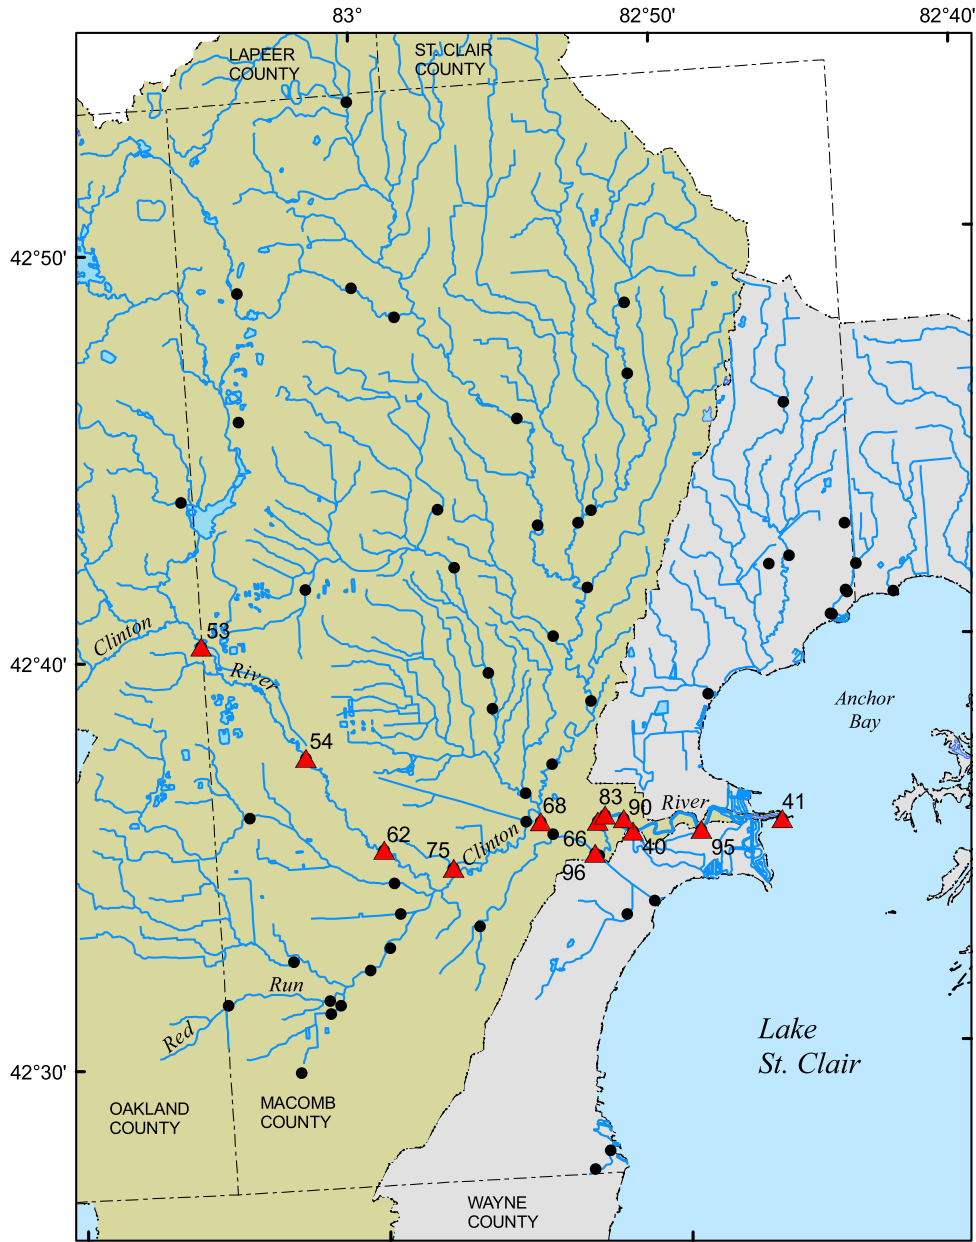 83°
82°50'
82°40'
LAPEER
COUNTY
ST. CLAIR
COUNTY
42°50'
Clinton
53
River
42°40'
Anchor
Bay
54
83
90
River
41
68
66
40
95
62
75
Clinton
96
Run
Red
Lake
St. Clair
42°30'
OAKLAND
COUNTY
MACOMB
COUNTY
WAYNE
COUNTY